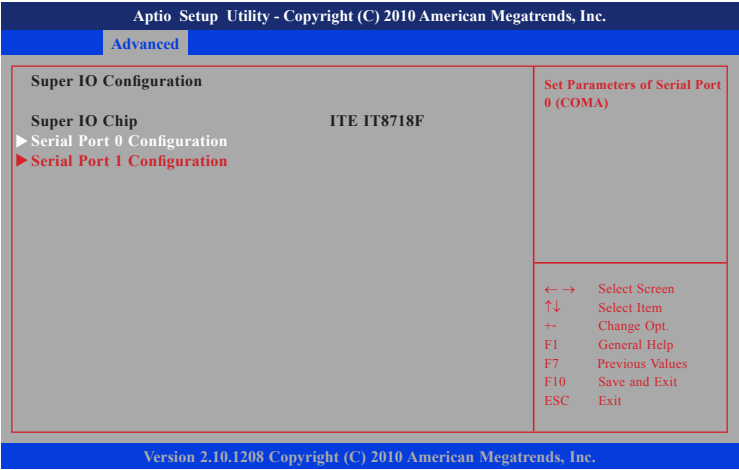 Aptio Setup Utility - Copyright (C) 2010 American Megatrends, Inc.
Advanced
Super IO Configuration
Super IO Chip ITE IT8718F
▶ Serial Port 0 Configuration
▶ Serial Port 1 Configuration
Set Parameters of Serial Port
0 (COMA)
← → Select Screen
↑↓ Select Item
+- Change Opt.
F1 General Help
F7 Previous Values
F10 Save and Exit
ESC Exit
Version 2.10.1208 Copyright (C) 2010 American Megatrends, Inc.